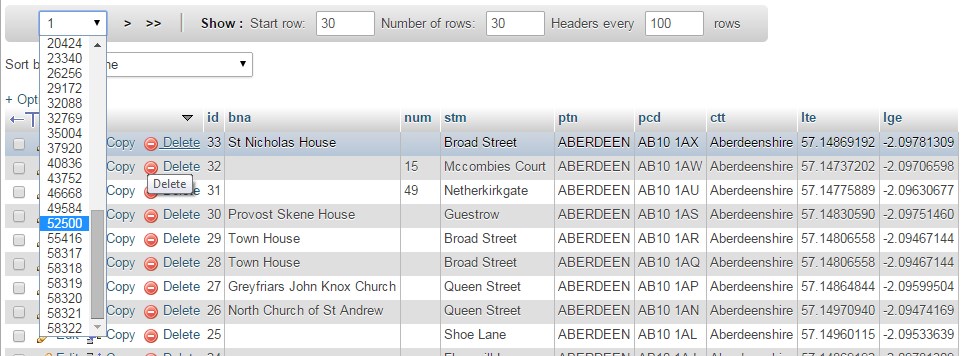 1 > >> Show : Start row: 30 Number of rows: 30 Headers every 100 rows
20424
23340
26256
29172
32088
32769
35004
37920
40836
43752
46668
49584
52500
55416
58317
58318
58319
58320
58321
58322
Sort b me
+ Opt
←T id bna num stm ptn pcd ctt lte lge
Copy Delete 33 St Nicholas House Broad Street ABERDEEN AB10 1AX Aberdeenshire 57.14869192 -2.09781309
Copy Delete 32 15 Mccombies Court ABERDEEN AB10 1AW Aberdeenshire 57.14737202 -2.09706598
Delete
Copy Delete 31 49 Netherkirkgate ABERDEEN AB10 1AU Aberdeenshire 57.14775889 -2.09630677
Copy Delete 30 Provost Skene House Guestrow ABERDEEN AB10 1AS Aberdeenshire 57.14830590 -2.09751460
Copy Delete 29 Town House Broad Street ABERDEEN AB10 1AR Aberdeenshire 57.14806558 -2.09467144
Copy Delete 28 Town House Broad Street ABERDEEN AB10 1AQ Aberdeenshire 57.14806558 -2.09467144
Copy Delete 27 Greyfriars John Knox Church Queen Street ABERDEEN AB10 1AP Aberdeenshire 57.14864844 -2.09599504
Copy Delete 26 North Church of St Andrew Queen Street ABERDEEN AB10 1AN Aberdeenshire 57.14970940 -2.09474169
Edit Copy Delete 25 Shoe Lane ABERDEEN AB10 1AL Aberdeenshire 57.14960115 -2.09533639